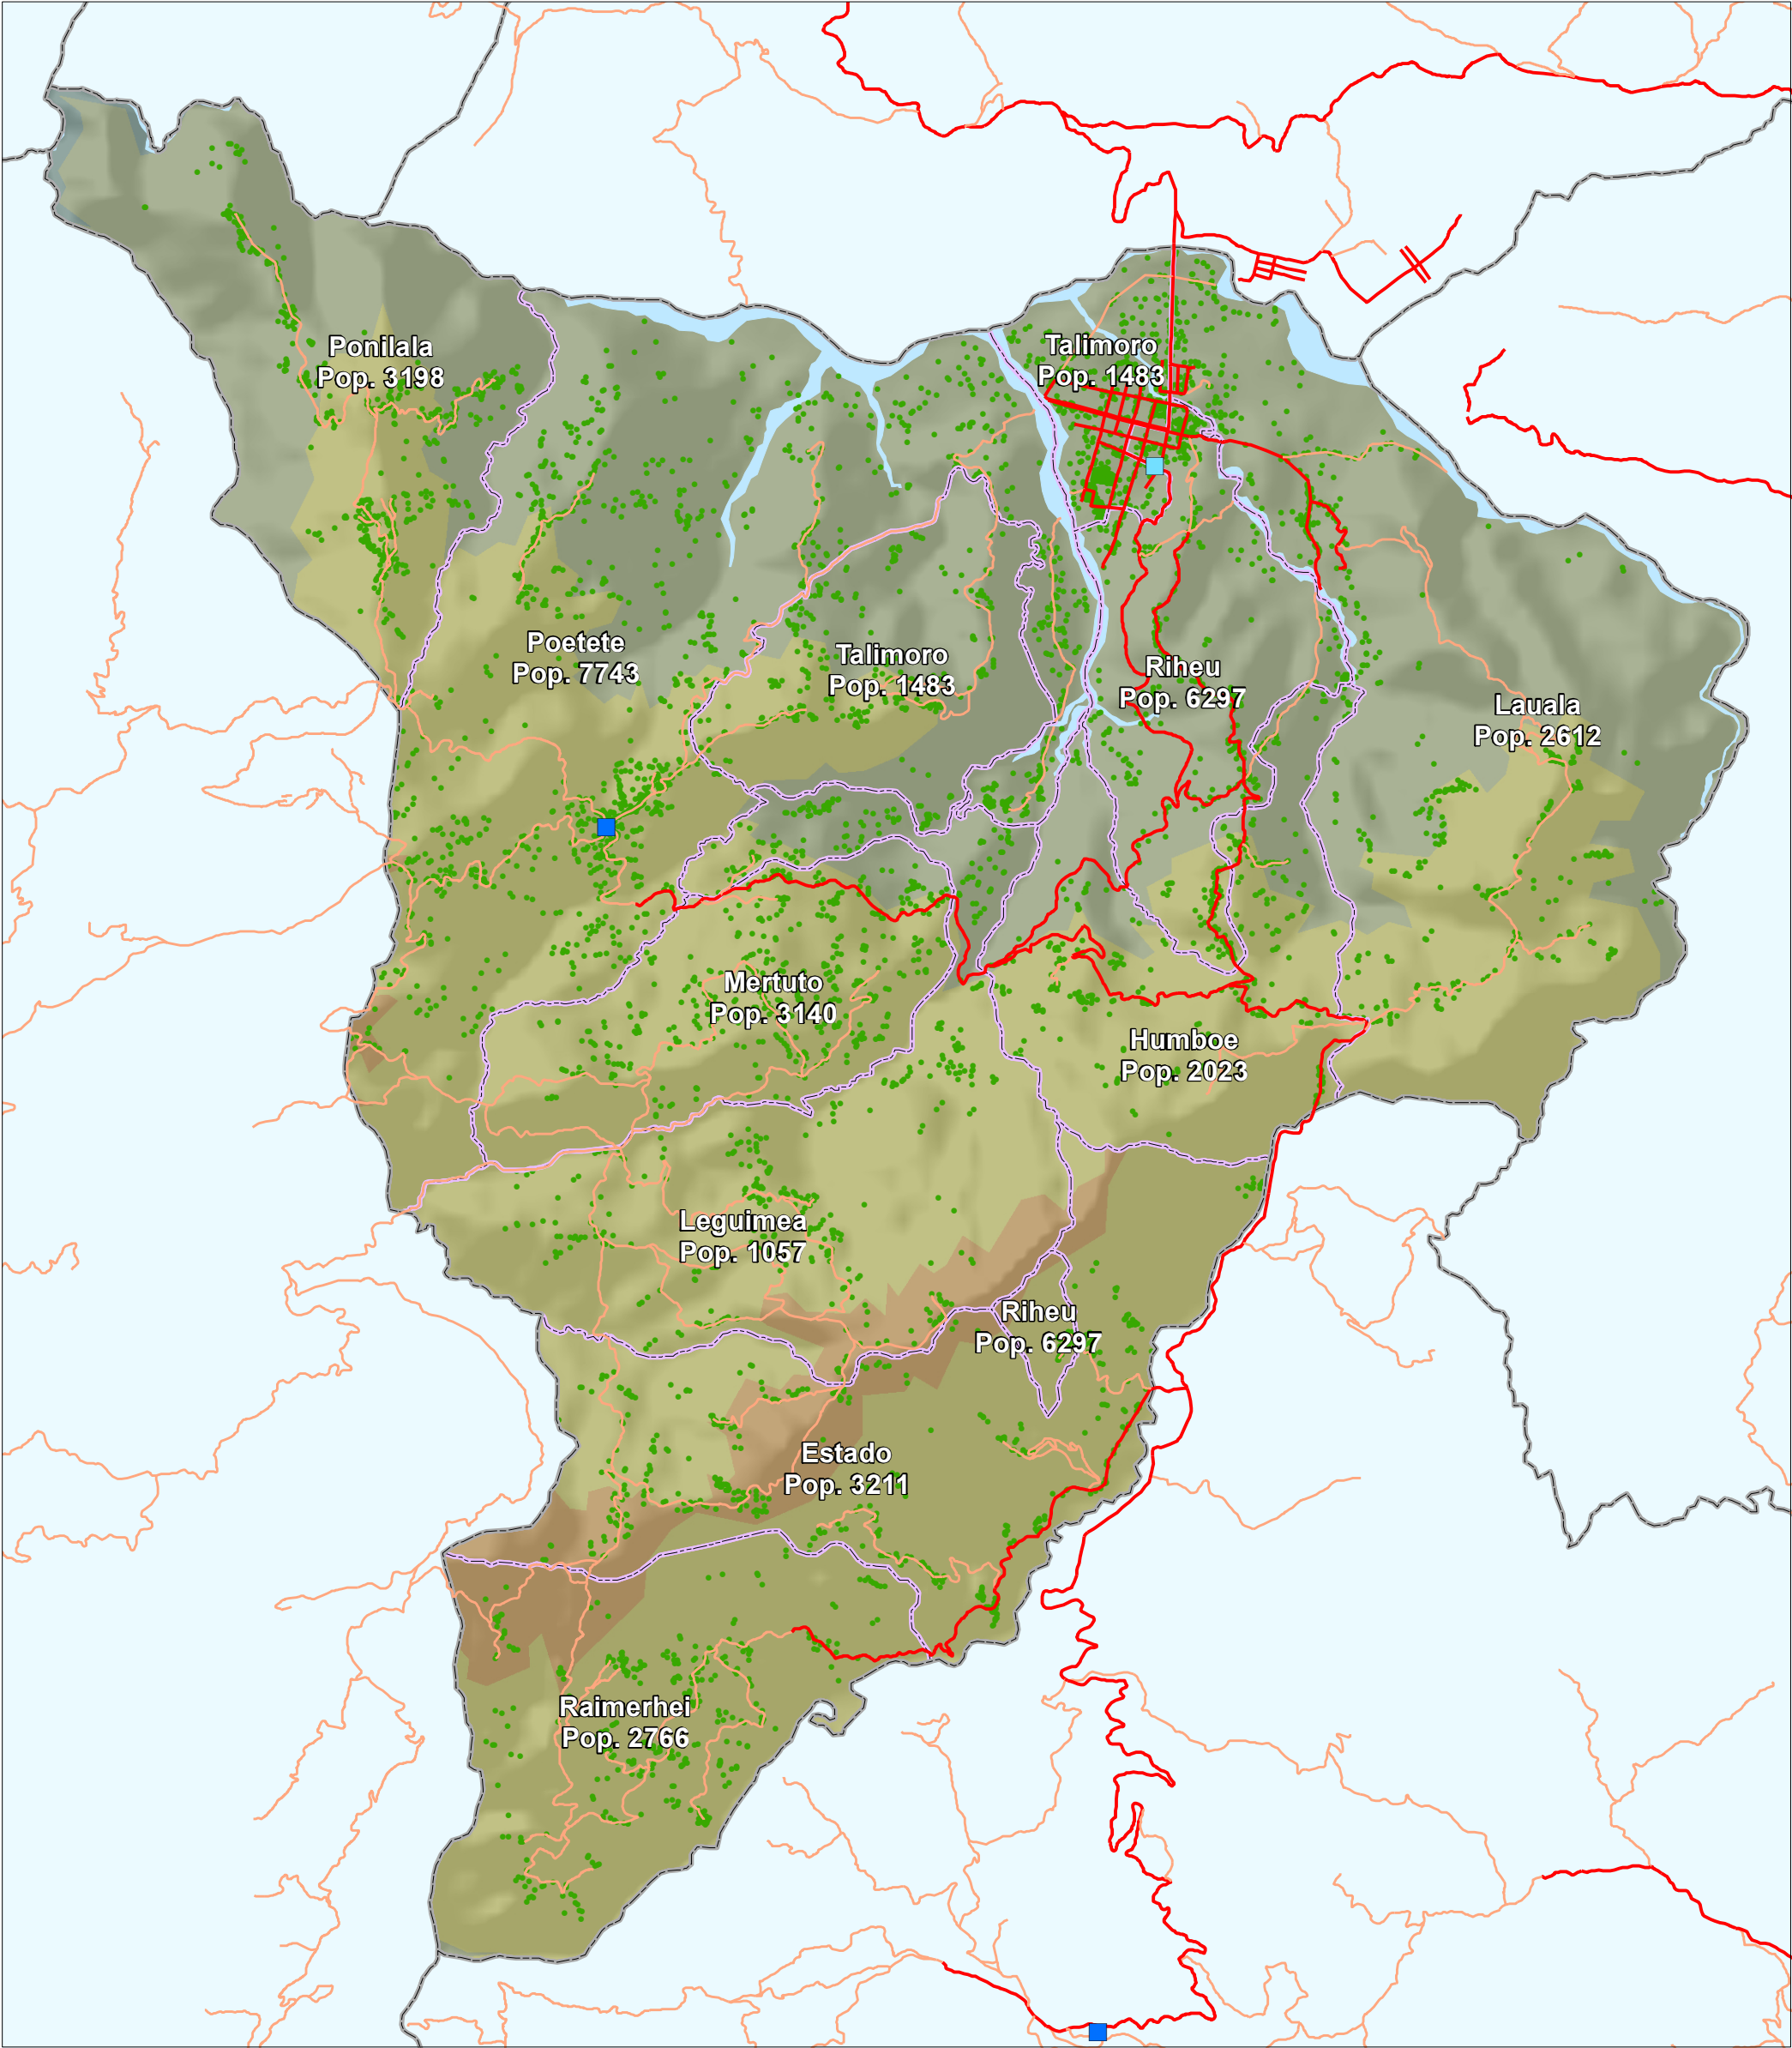 Ponilala
Pop. 3198
Talimoro
Pop. 1483
Poetete
Pop. 7743
Talimoro
Pop. 1483
Riheu
Pop. 6297
Lauala
Pop. 2612
Mertuto
Pop. 3140
Humboe
Pop. 2023
Leguimea
Pop. 1057
Riheu
Pop. 6297
Estado
Pop. 3211
Raimerhei
Pop. 2766